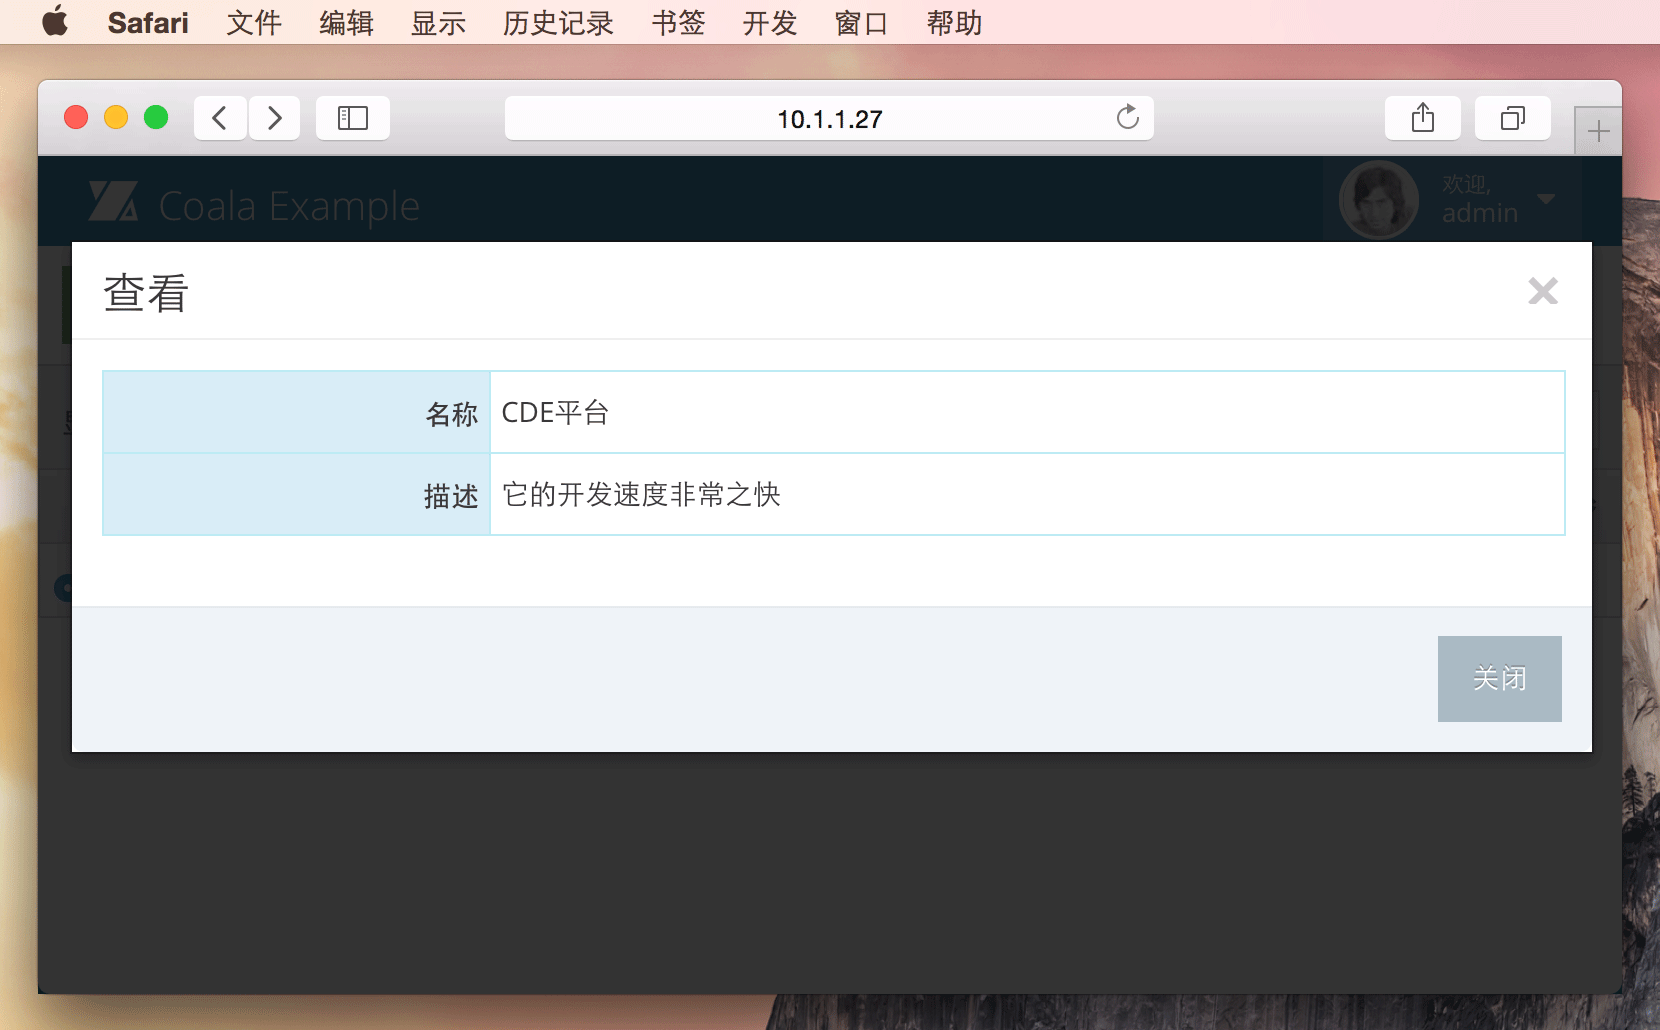 Safari 文件 编辑 显示 历史记录 书签 开发 窗口 帮助
10.1.1.27
Coala Example
欢迎,
admin
查看
名称 CDE平台
描述 它的开发速度非常之快
关闭